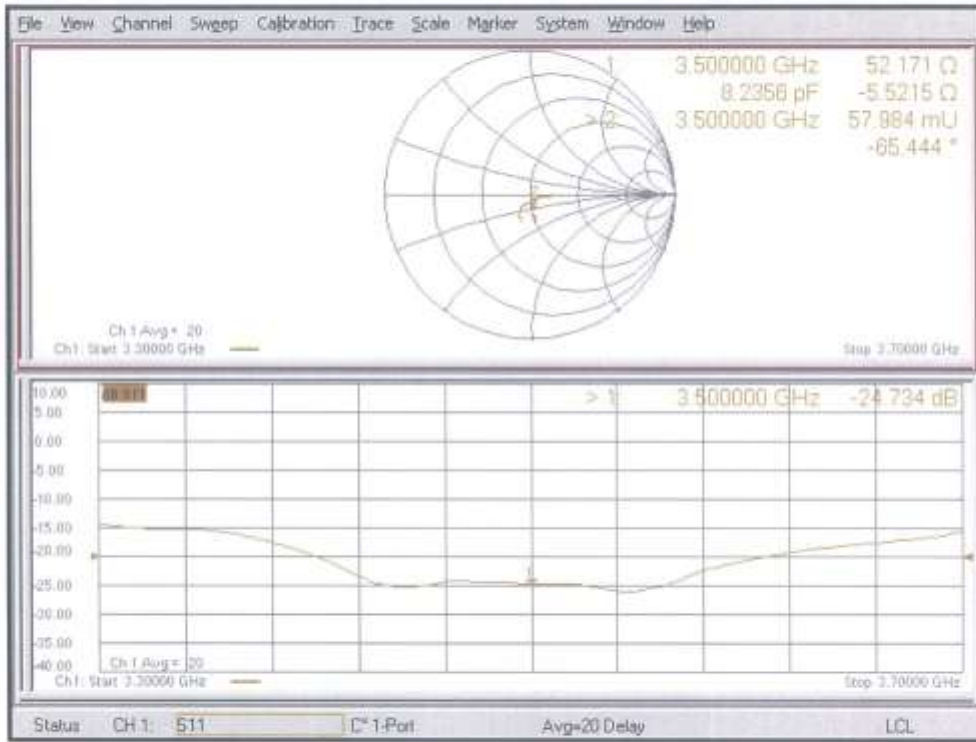 File View Channel Sweep Calibration Trace Scale Marker System Window Help
1 3.500000 GHz 52.171 Ω
8.2356 pF -5.5215 Ω
> 2 3.500000 GHz 57.984 mU
-65.444 °
Ch 1 Avg = 20
Ch1: Start 3.30000 GHz
Stop 3.70000 GHz
10.00
> 1 3.500000 GHz -24.734 dB
5.00
0.00
-5.00
-10.00
-15.00
-20.00
-25.00
-30.00
-35.00
-40.00
Ch 1 Avg = 20
Ch1: Start 3.30000 GHz
Stop 3.70000 GHz
Status CH 1: S11 C* 1-Port Avg=20 Delay LCL